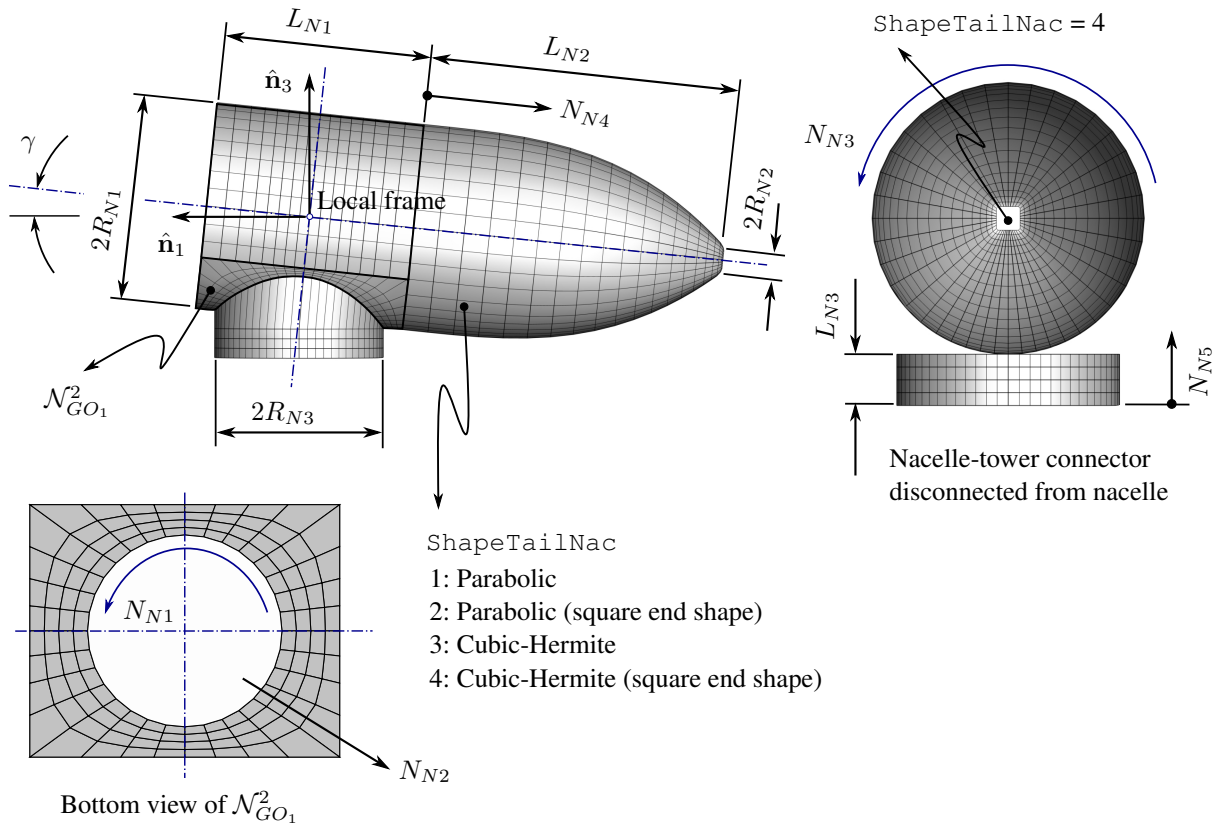 L_{N1}
L_{N2}
n̂_3
N_{N4}
γ
2R_{N1}
Local frame
n̂_1
2R_{N2}
𝒩^2_{GO_1}
2R_{N3}
ShapeTailNac = 4
N_{N3}
L_{N3}
N_{N5}
Nacelle-tower connector
disconnected from nacelle
ShapeTailNac
1: Parabolic
2: Parabolic (square end shape)
3: Cubic-Hermite
4: Cubic-Hermite (square end shape)
N_{N1}
N_{N2}
Bottom view of 𝒩^2_{GO_1}